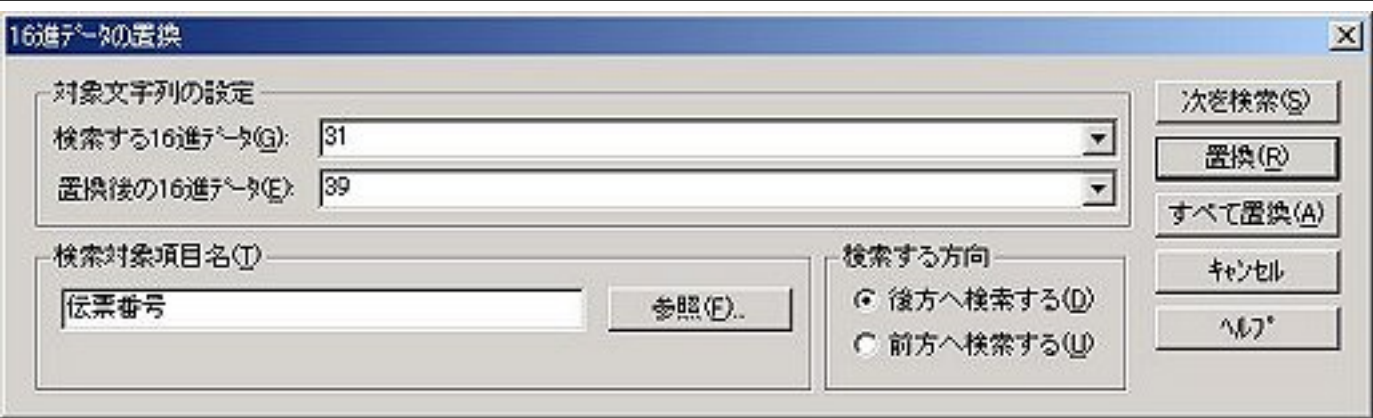 16進ﾃﾞｰﾀの置換
対象文字列の設定
検索する16進ﾃﾞｰﾀ(G):
31
置換後の16進ﾃﾞｰﾀ(E):
39
検索対象項目名(T)
伝票番号
参照(F)..
検索する方向
後方へ検索する(D)
前方へ検索する(U)
次を検索(S)
置換(R)
すべて置換(A)
ｷｬﾝｾﾙ
ﾍﾙﾌﾟ